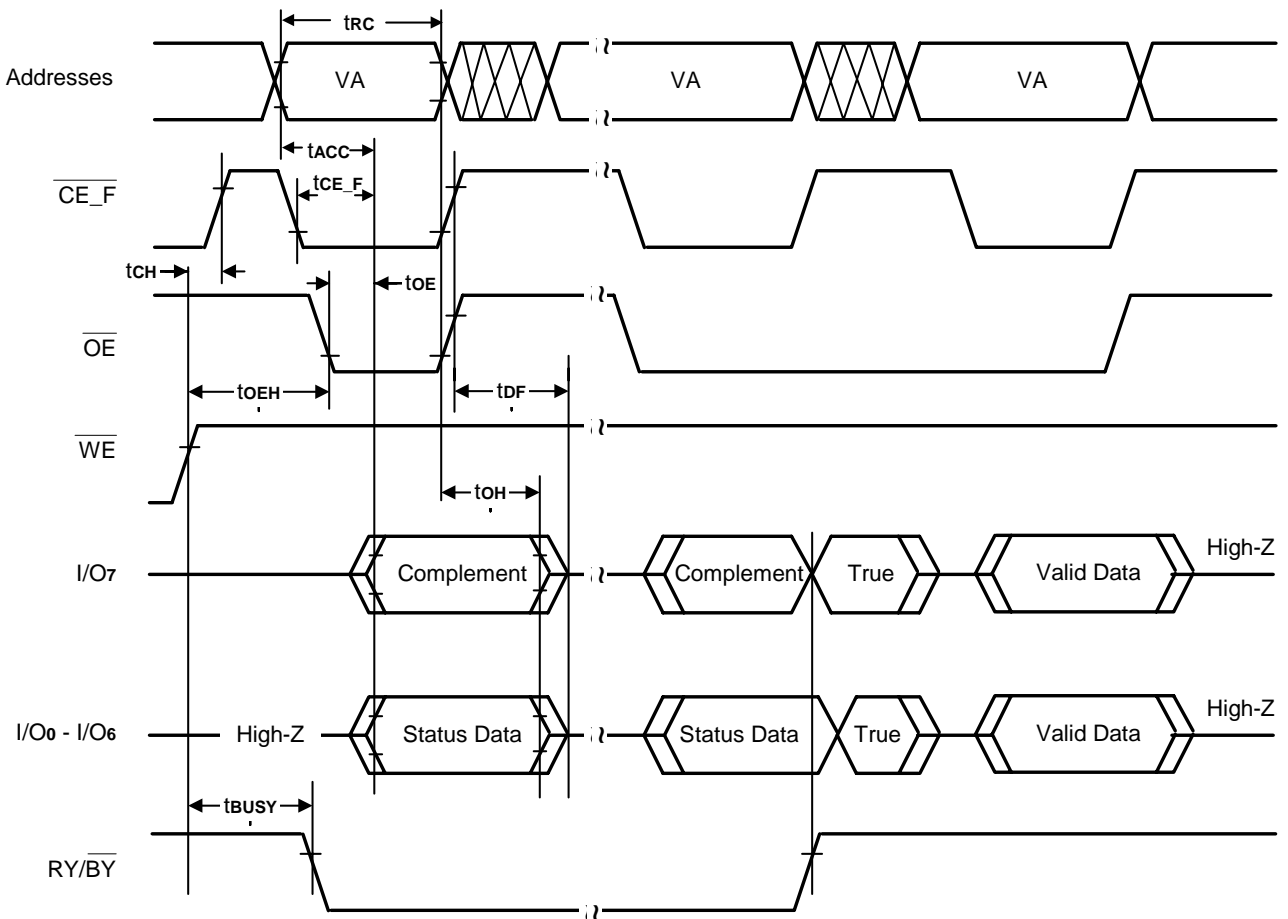 tRC
Addresses VA VA VA
tACC
CE_F tCE_F
tCH tOE
OE
tOEH tDF
WE
tOH
I/O7 Complement Complement True Valid Data High-Z
I/O0 - I/O6 High-Z Status Data Status Data True Valid Data High-Z
tBUSY
RY/BY